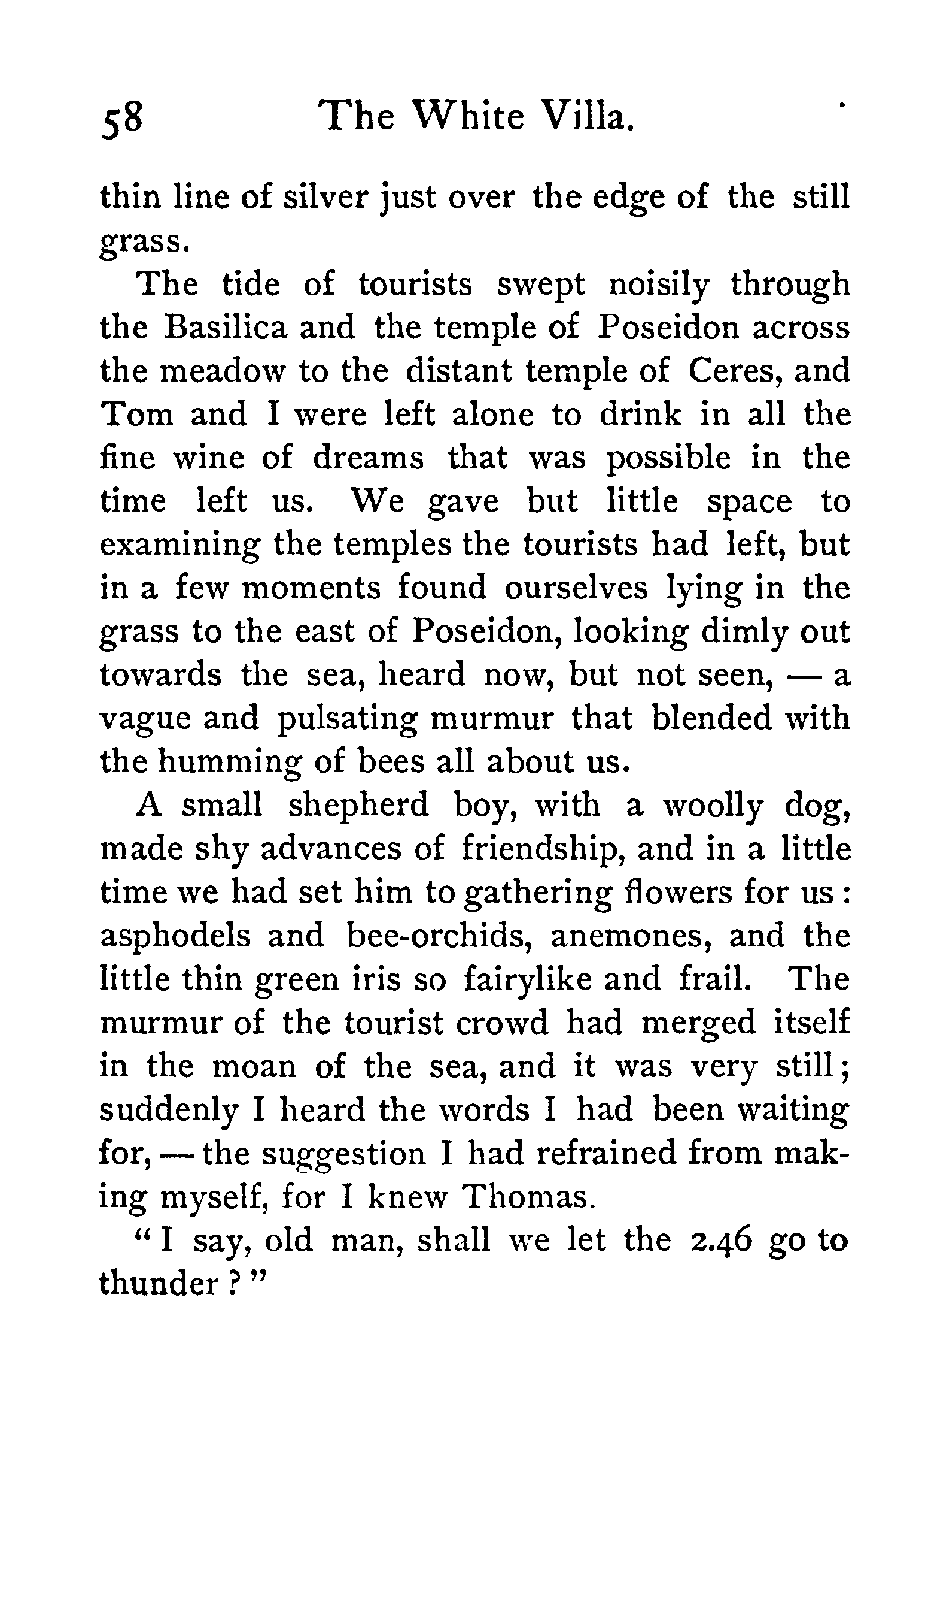 58 The White Villa.
thin line of silver just over the edge of the still
grass.
The tide of tourists swept noisily through
the Basilica and the temple of Poseidon across
the meadow to the distant temple of Ceres, and
Tom and I were left alone to drink in all the
fine wine of dreams that was possible in the
time left us. We gave but little space to
examining the temples the tourists had left, but
in a few moments found ourselves lying in the
grass to the east of Poseidon, looking dimly out
towards the sea, heard now, but not seen, — a
vague and pulsating murmur that blended with
the humming of bees all about us.
A small shepherd boy, with a woolly dog,
made shy advances of friendship, and in a little
time we had set him to gathering flowers for us :
asphodels and bee-orchids, anemones, and the
little thin green iris so fairylike and frail. The
murmur of the tourist crowd had merged itself
in the moan of the sea, and it was very still;
suddenly I heard the words I had been waiting
for, — the suggestion I had refrained from mak-
ing myself, for I knew Thomas.
“ I say, old man, shall we let the 2.46 go to
thunder ? ”